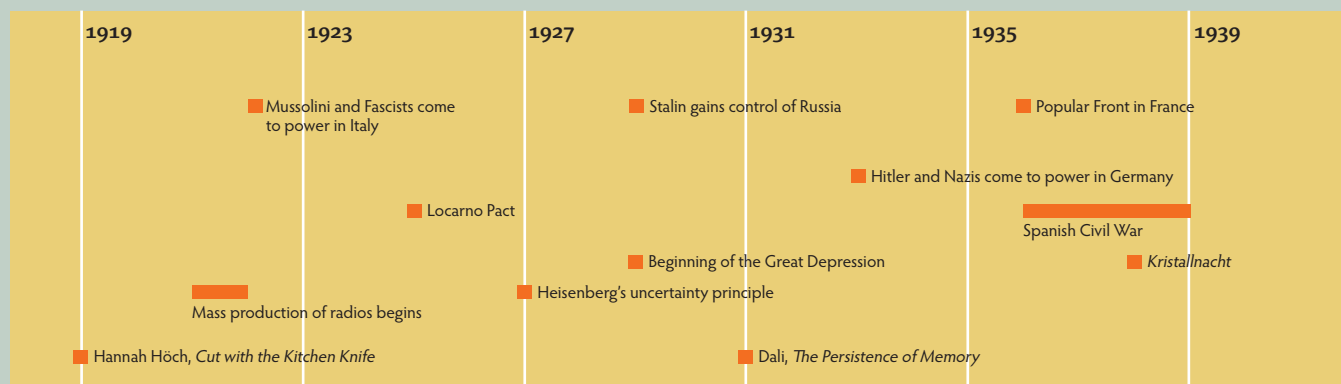 1919 1923 1927 1931 1935 1939
Mussolini and Fascists come
to power in Italy
Stalin gains control of Russia
Popular Front in France
Hitler and Nazis come to power in Germany
Locarno Pact
Spanish Civil War
Beginning of the Great Depression
Kristallnacht
Heisenberg’s uncertainty principle
Mass production of radios begins
Hannah Höch, Cut with the Kitchen Knife
Dali, The Persistence of Memory